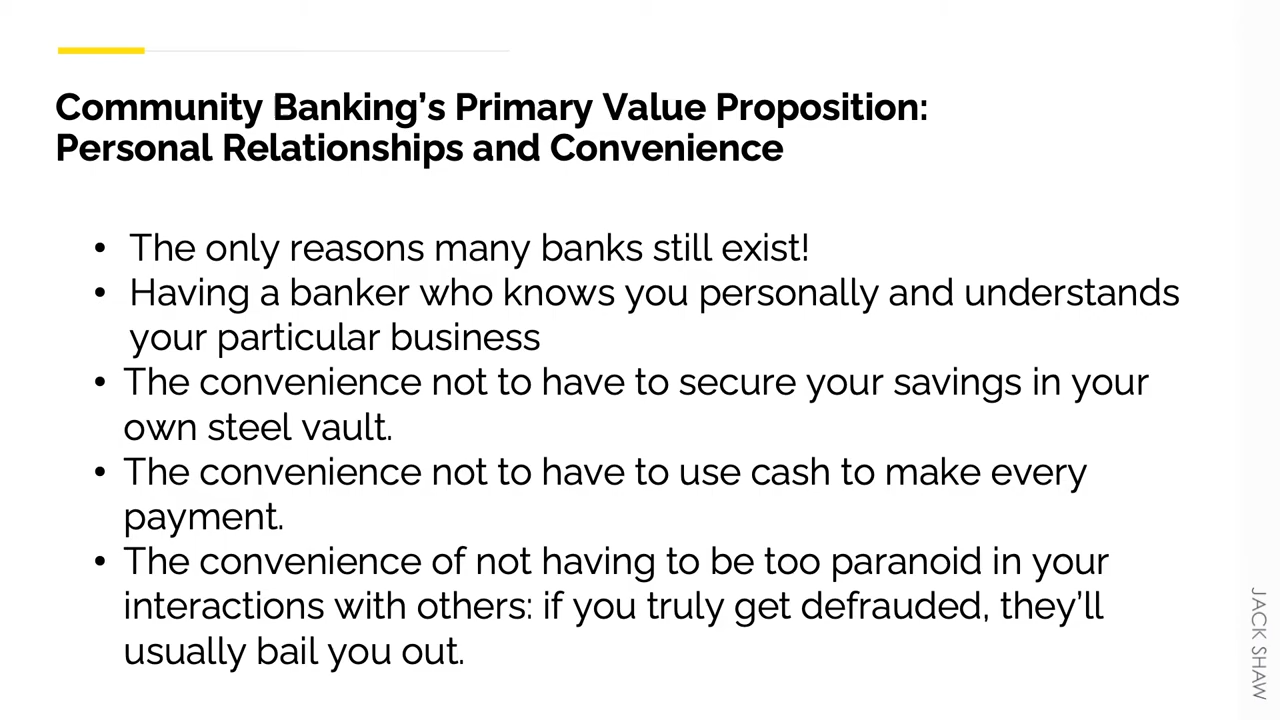 Community Banking’s Primary Value Proposition:
Personal Relationships and Convenience
• The only reasons many banks still exist!
• Having a banker who knows you personally and understands
your particular business
• The convenience not to have to secure your savings in your
own steel vault.
• The convenience not to have to use cash to make every
payment.
• The convenience of not having to be too paranoid in your
interactions with others: if you truly get defrauded, they’ll
usually bail you out.
JACK SHAW